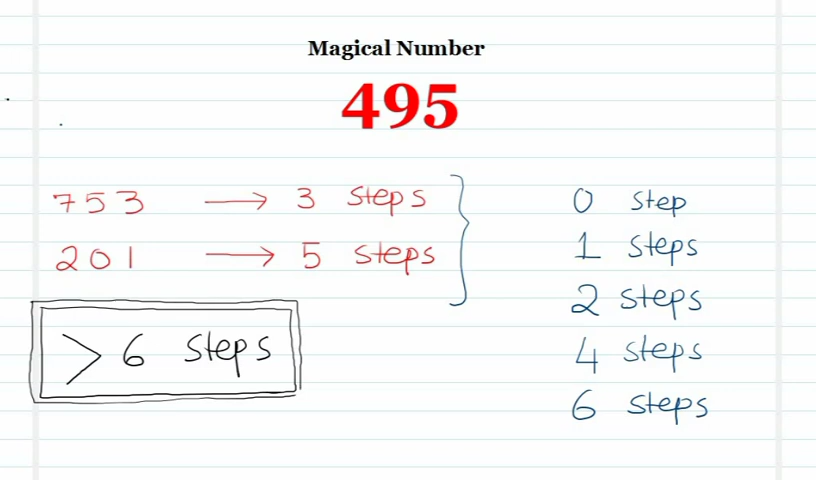 Magical Number
495
753 → 3 steps
201 → 5 steps
> 6 steps
0 step
1 steps
2 steps
4 steps
6 steps